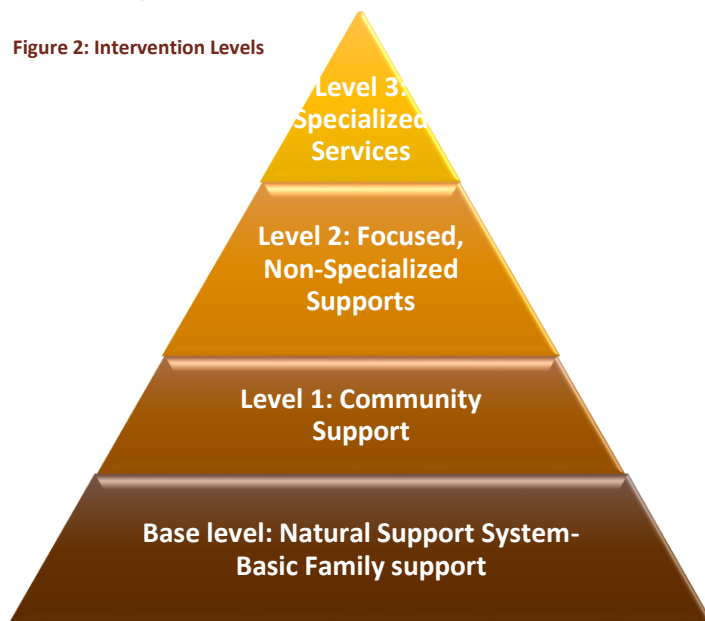 Figure 2: Intervention Levels
Level 3:
Specialized
Services
Level 2: Focused,
Non-Specialized
Supports
Level 1: Community
Support
Base level: Natural Support System-
Basic Family support